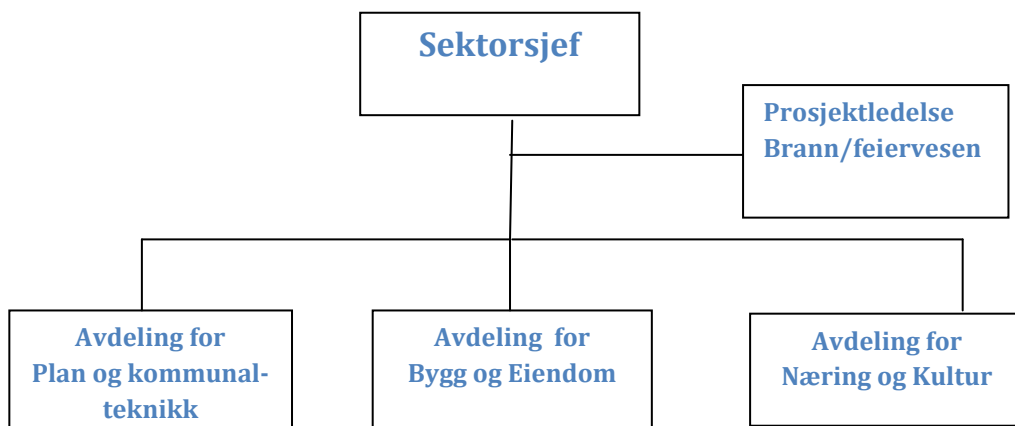 Sektorsjef
Prosjektledelse
Brann/feiervesen
Avdeling for
Plan og kommunal-
teknikk
Avdeling for
Bygg og Eiendom
Avdeling for
Næring og Kultur